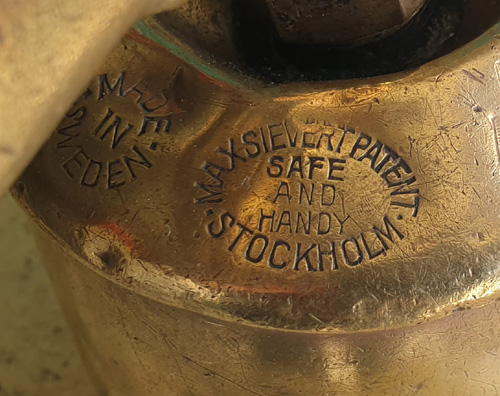 MADE
IN
SWEDEN
MAX SIEVERT PATENT
SAFE
AND
HANDY
STOCKHOLM